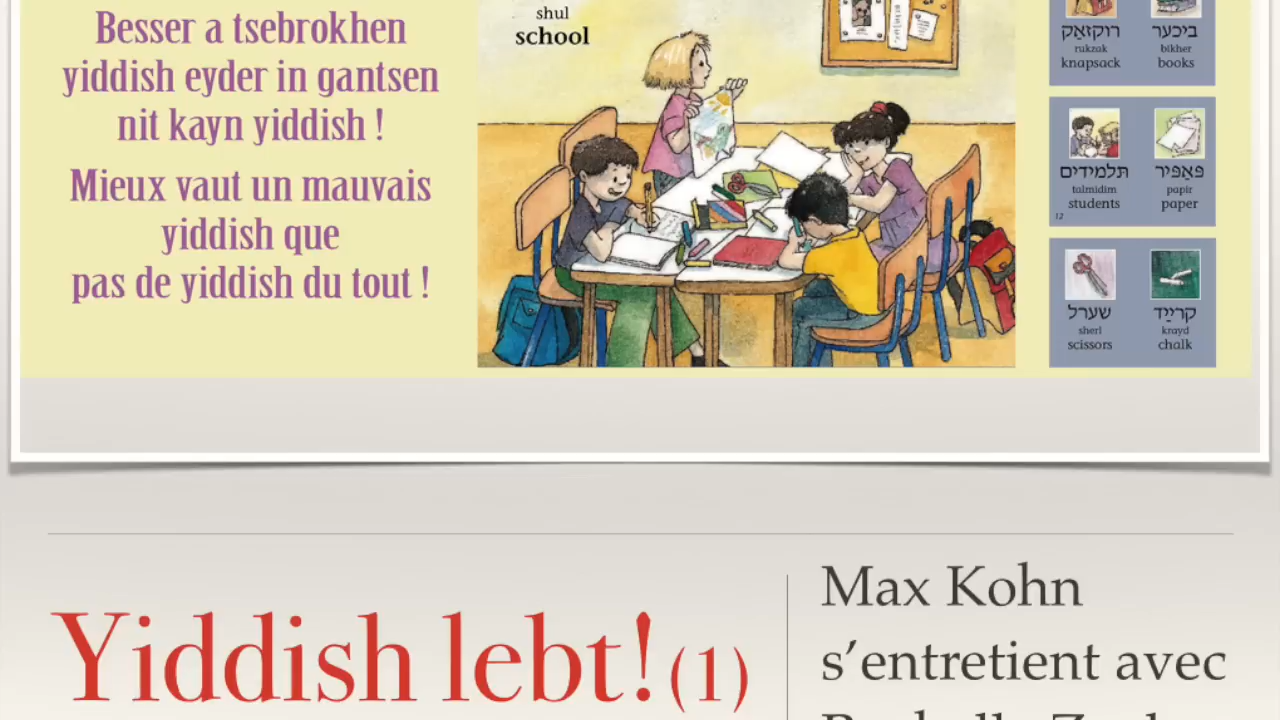 Besser a tsebrokhen
yiddish eyder in gantsen
nit kayn yiddish !
Mieux vaut un mauvais
yiddish que
pas de yiddish du tout !
shul
school
רוקזאַק
rukzak
knapsack
ביכער
bikher
books
תּלמידים
talmidim
students
12
פּאַפּיר
papir
paper
שערל
sherl
scissors
קרײַד
krayd
chalk
Yiddish lebt! (1)
Max Kohn
s’entretient avec